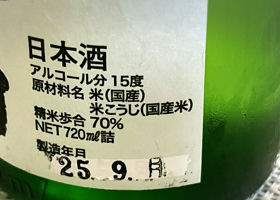 日本酒
アルコール分 15度
原材料名 米(国産)
米こうじ(国産米)
精米歩合 70%
NET720㎖詰
製造年月
25.9.月